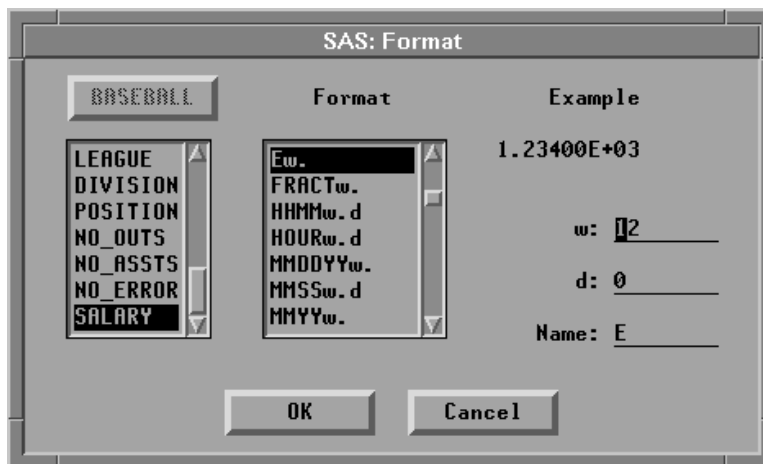 SAS: Format
BASEBALL
Format
Example
LEAGUE
DIVISION
POSITION
NO_OUTS
NO_ASSTS
NO_ERROR
SALARY
Ew.
FRACTw.
HHMMw.d
HOURw.d
MMDDYYw.
MMSSw.d
MMYYw.
1.23400E+03
w: 12
d: 0
Name: E
OK
Cancel